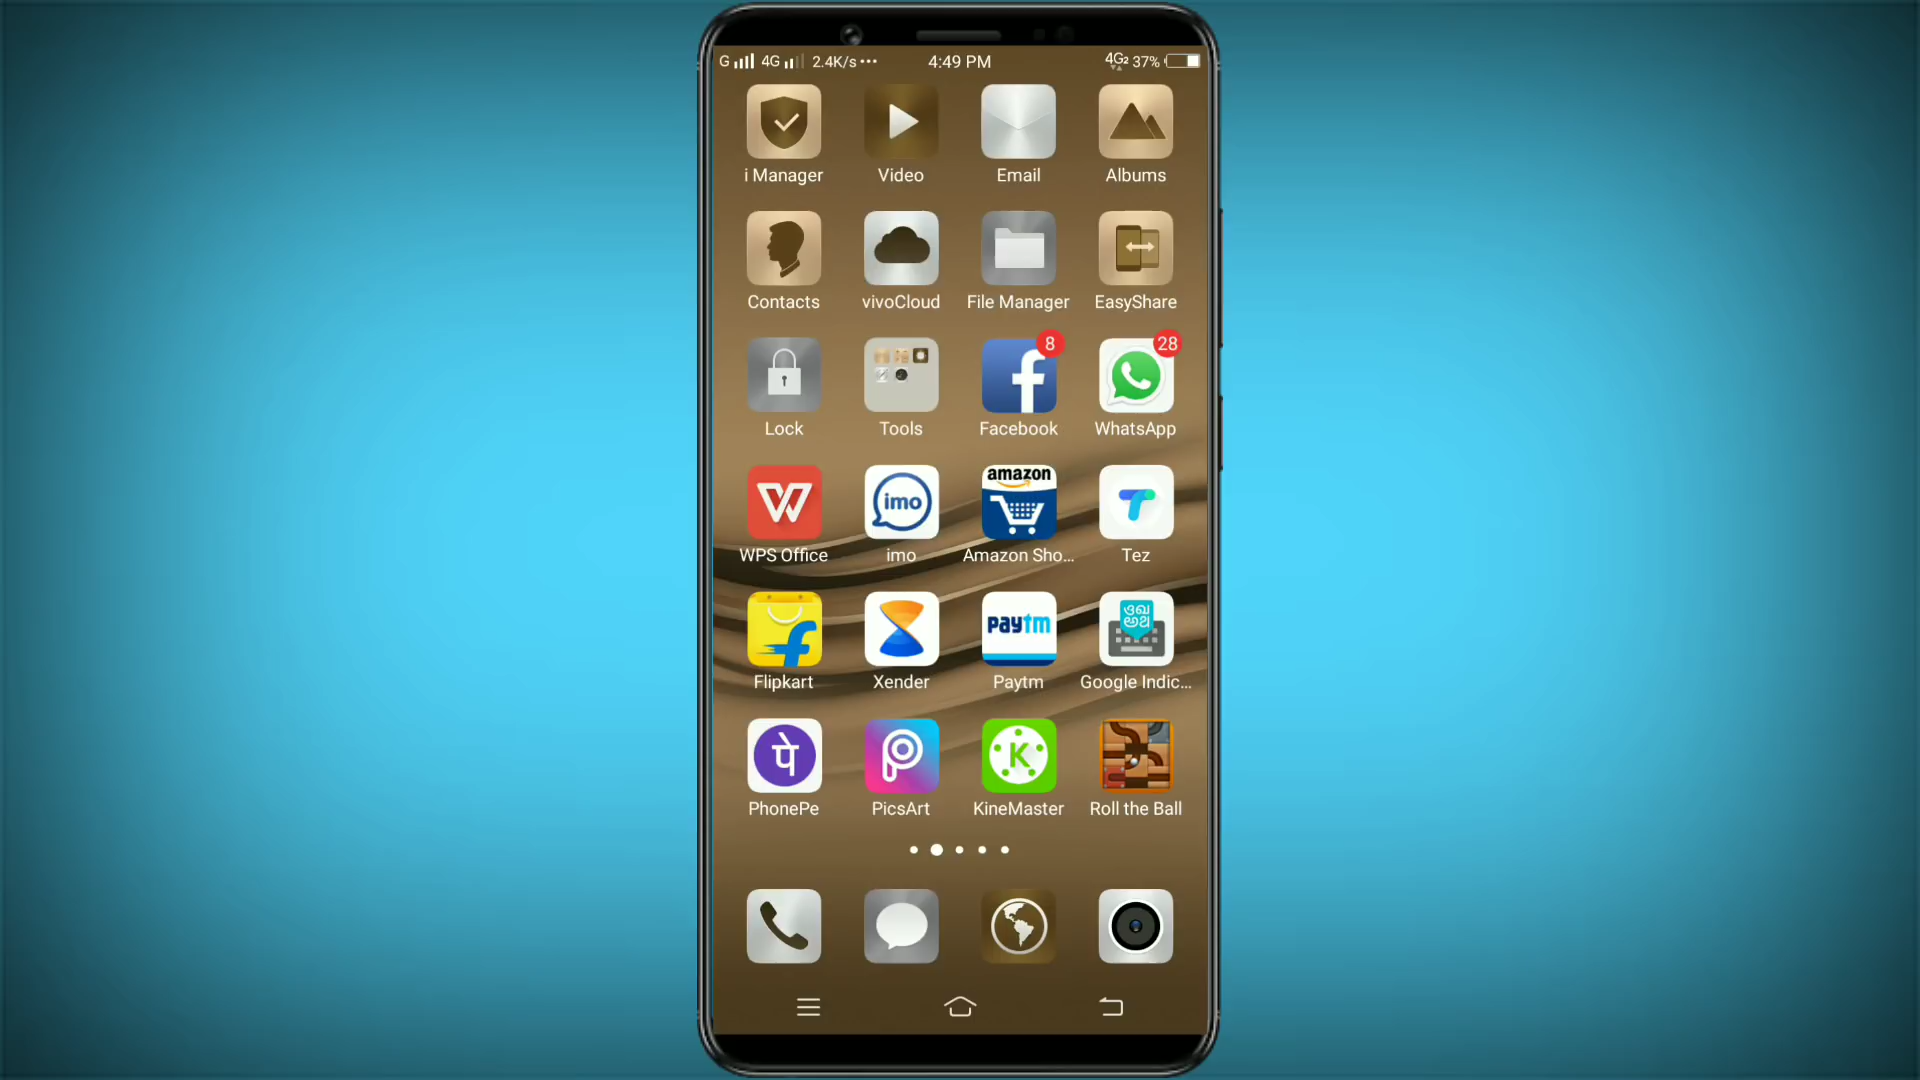 G 4G 2.4K/s ••• 4:49 PM 4G2 37%
i Manager Video Email Albums
Contacts vivoCloud File Manager EasyShare
8 28
f
Lock Tools Facebook WhatsApp
W imo amazon
WPS Office imo Amazon Sho... Tez
f paytm
Flipkart Xender Paytm Google Indic...
पे P K
PhonePe PicsArt KineMaster Roll the Ball